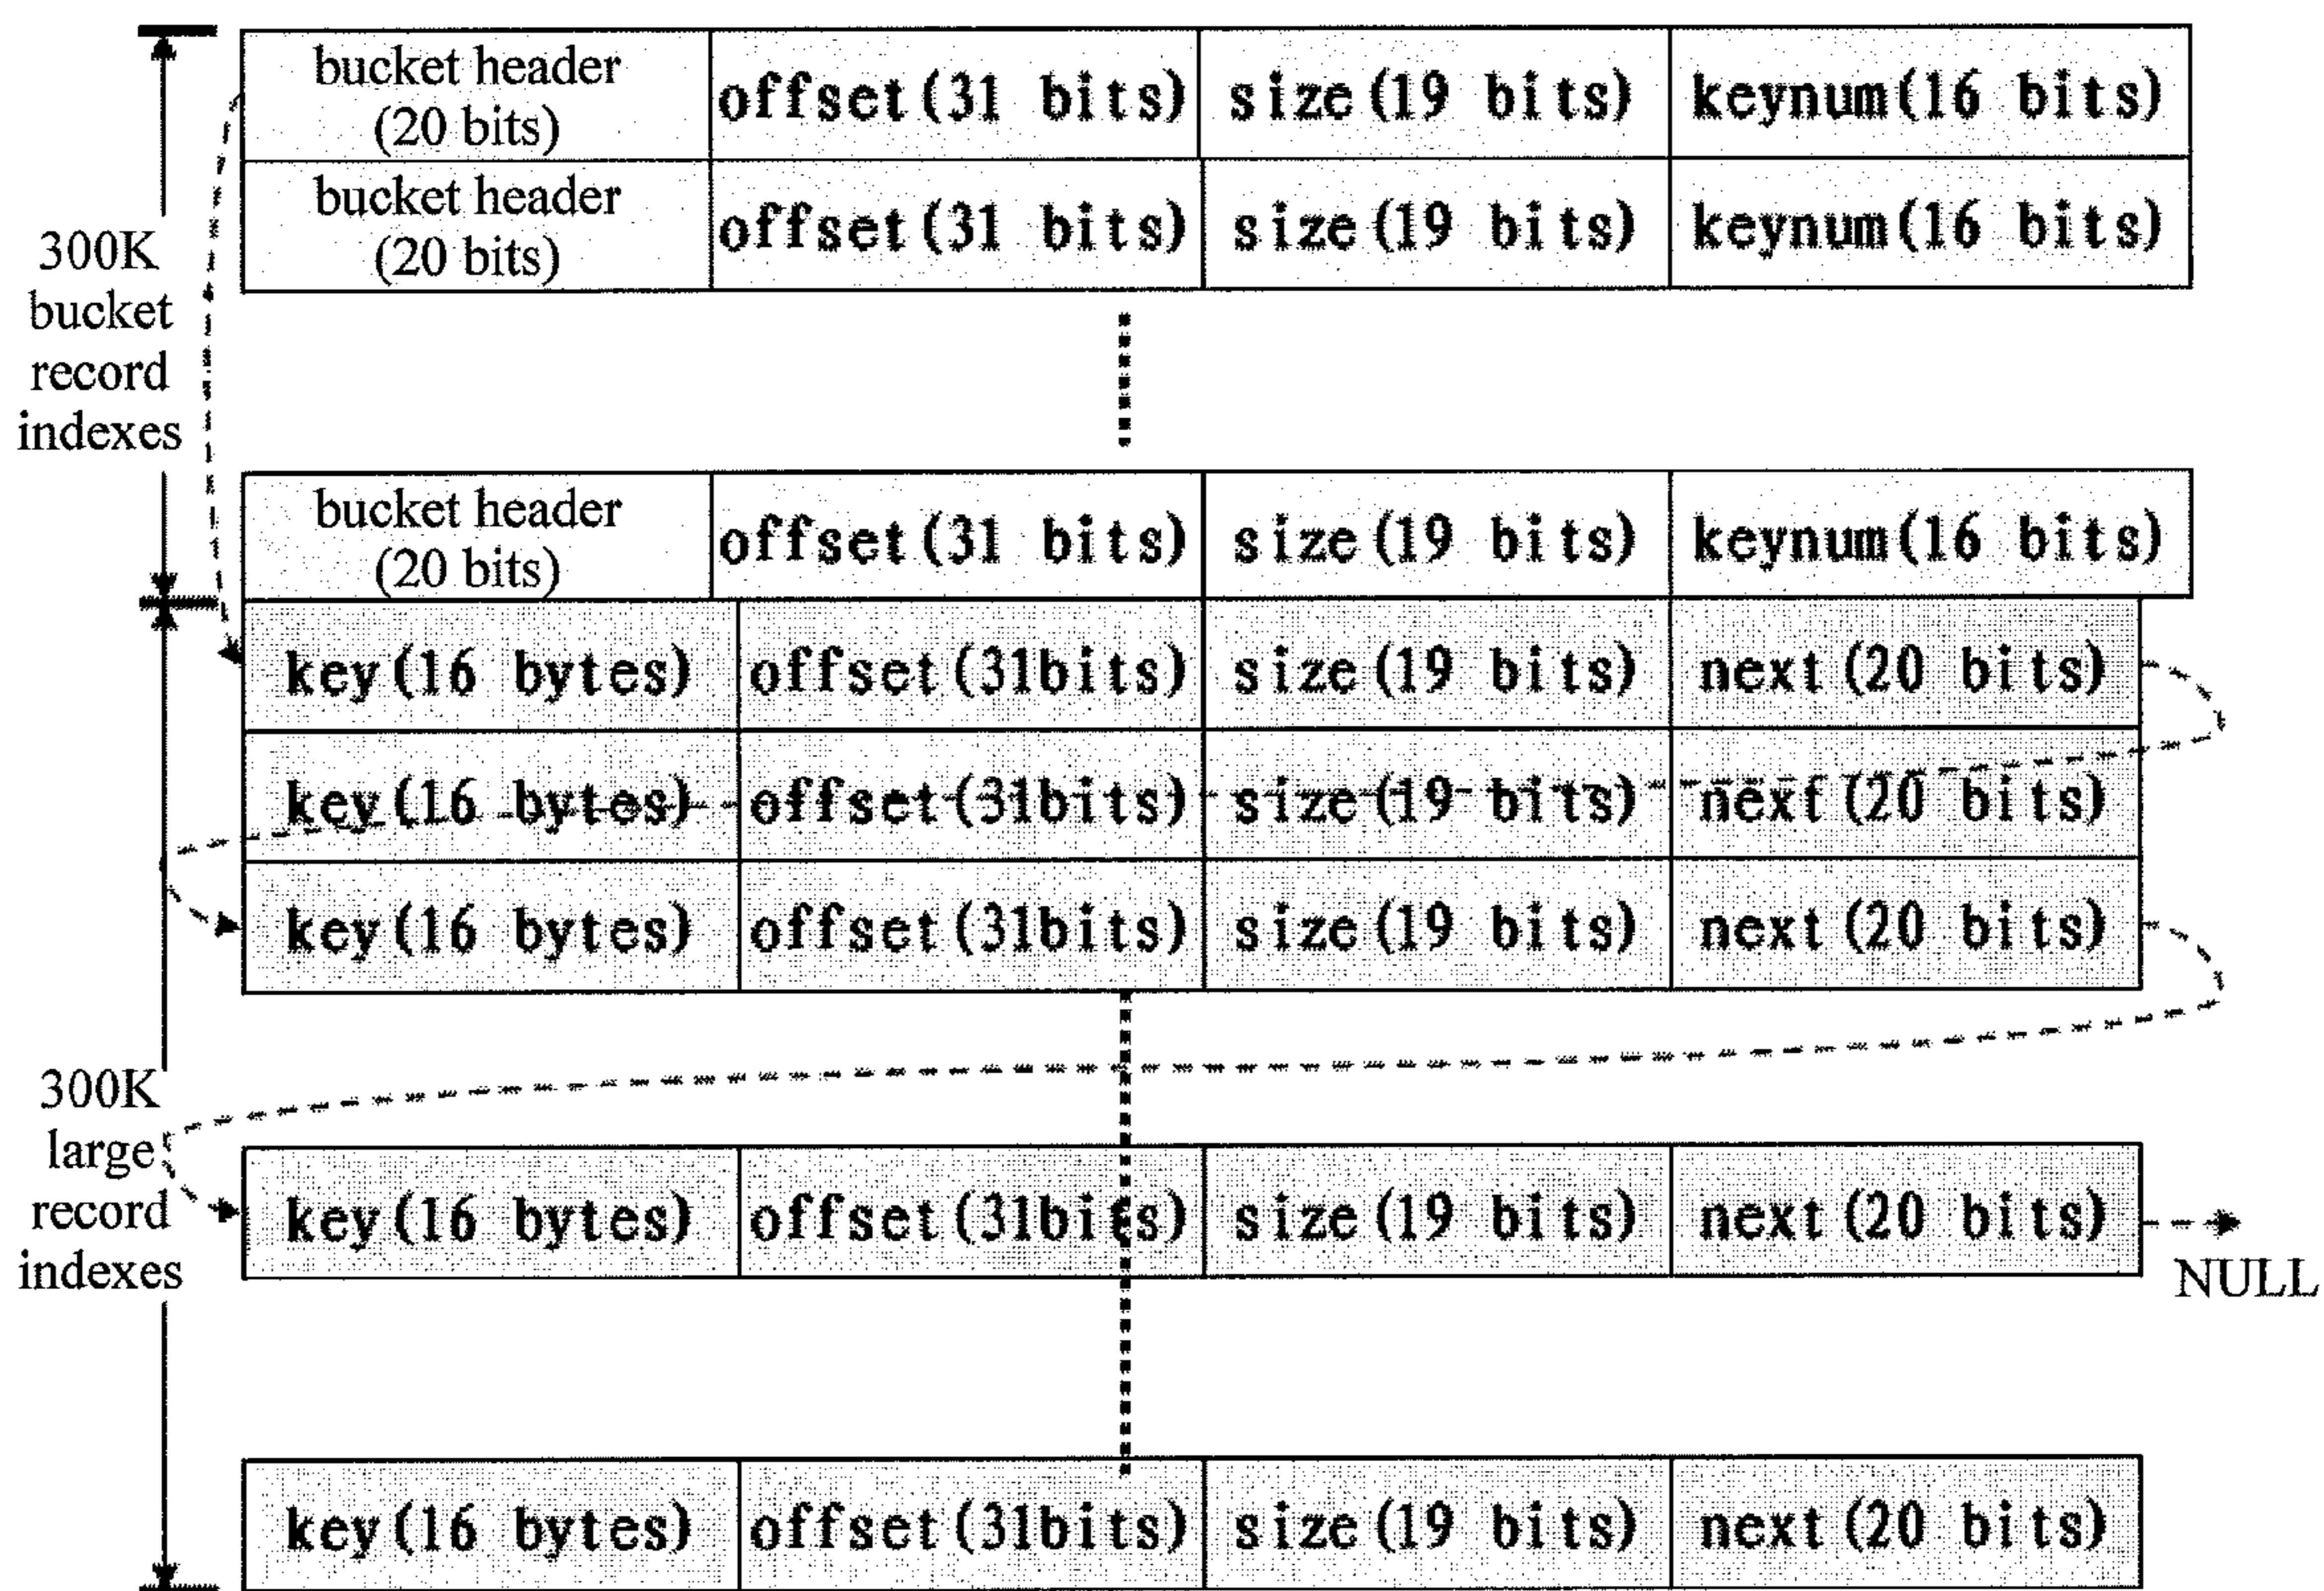 bucket header
(20 bits)
offset(31 bits)
size(19 bits)
keynum(16 bits)
bucket header
(20 bits)
offset(31 bits)
size(19 bits)
keynum(16 bits)
300K
bucket
record
indexes
bucket header
(20 bits)
offset(31 bits)
size(19 bits)
keynum(16 bits)
key(16 bytes)
offset(31bits)
size(19 bits)
next(20 bits)
key(16 bytes)
offset(31bits)
size(19 bits)
next(20 bits)
key(16 bytes)
offset(31bits)
size(19 bits)
next(20 bits)
300K
large
record
indexes
key(16 bytes)
offset(31bits)
size(19 bits)
next(20 bits)
NULL
key(16 bytes)
offset(31bits)
size(19 bits)
next(20 bits)